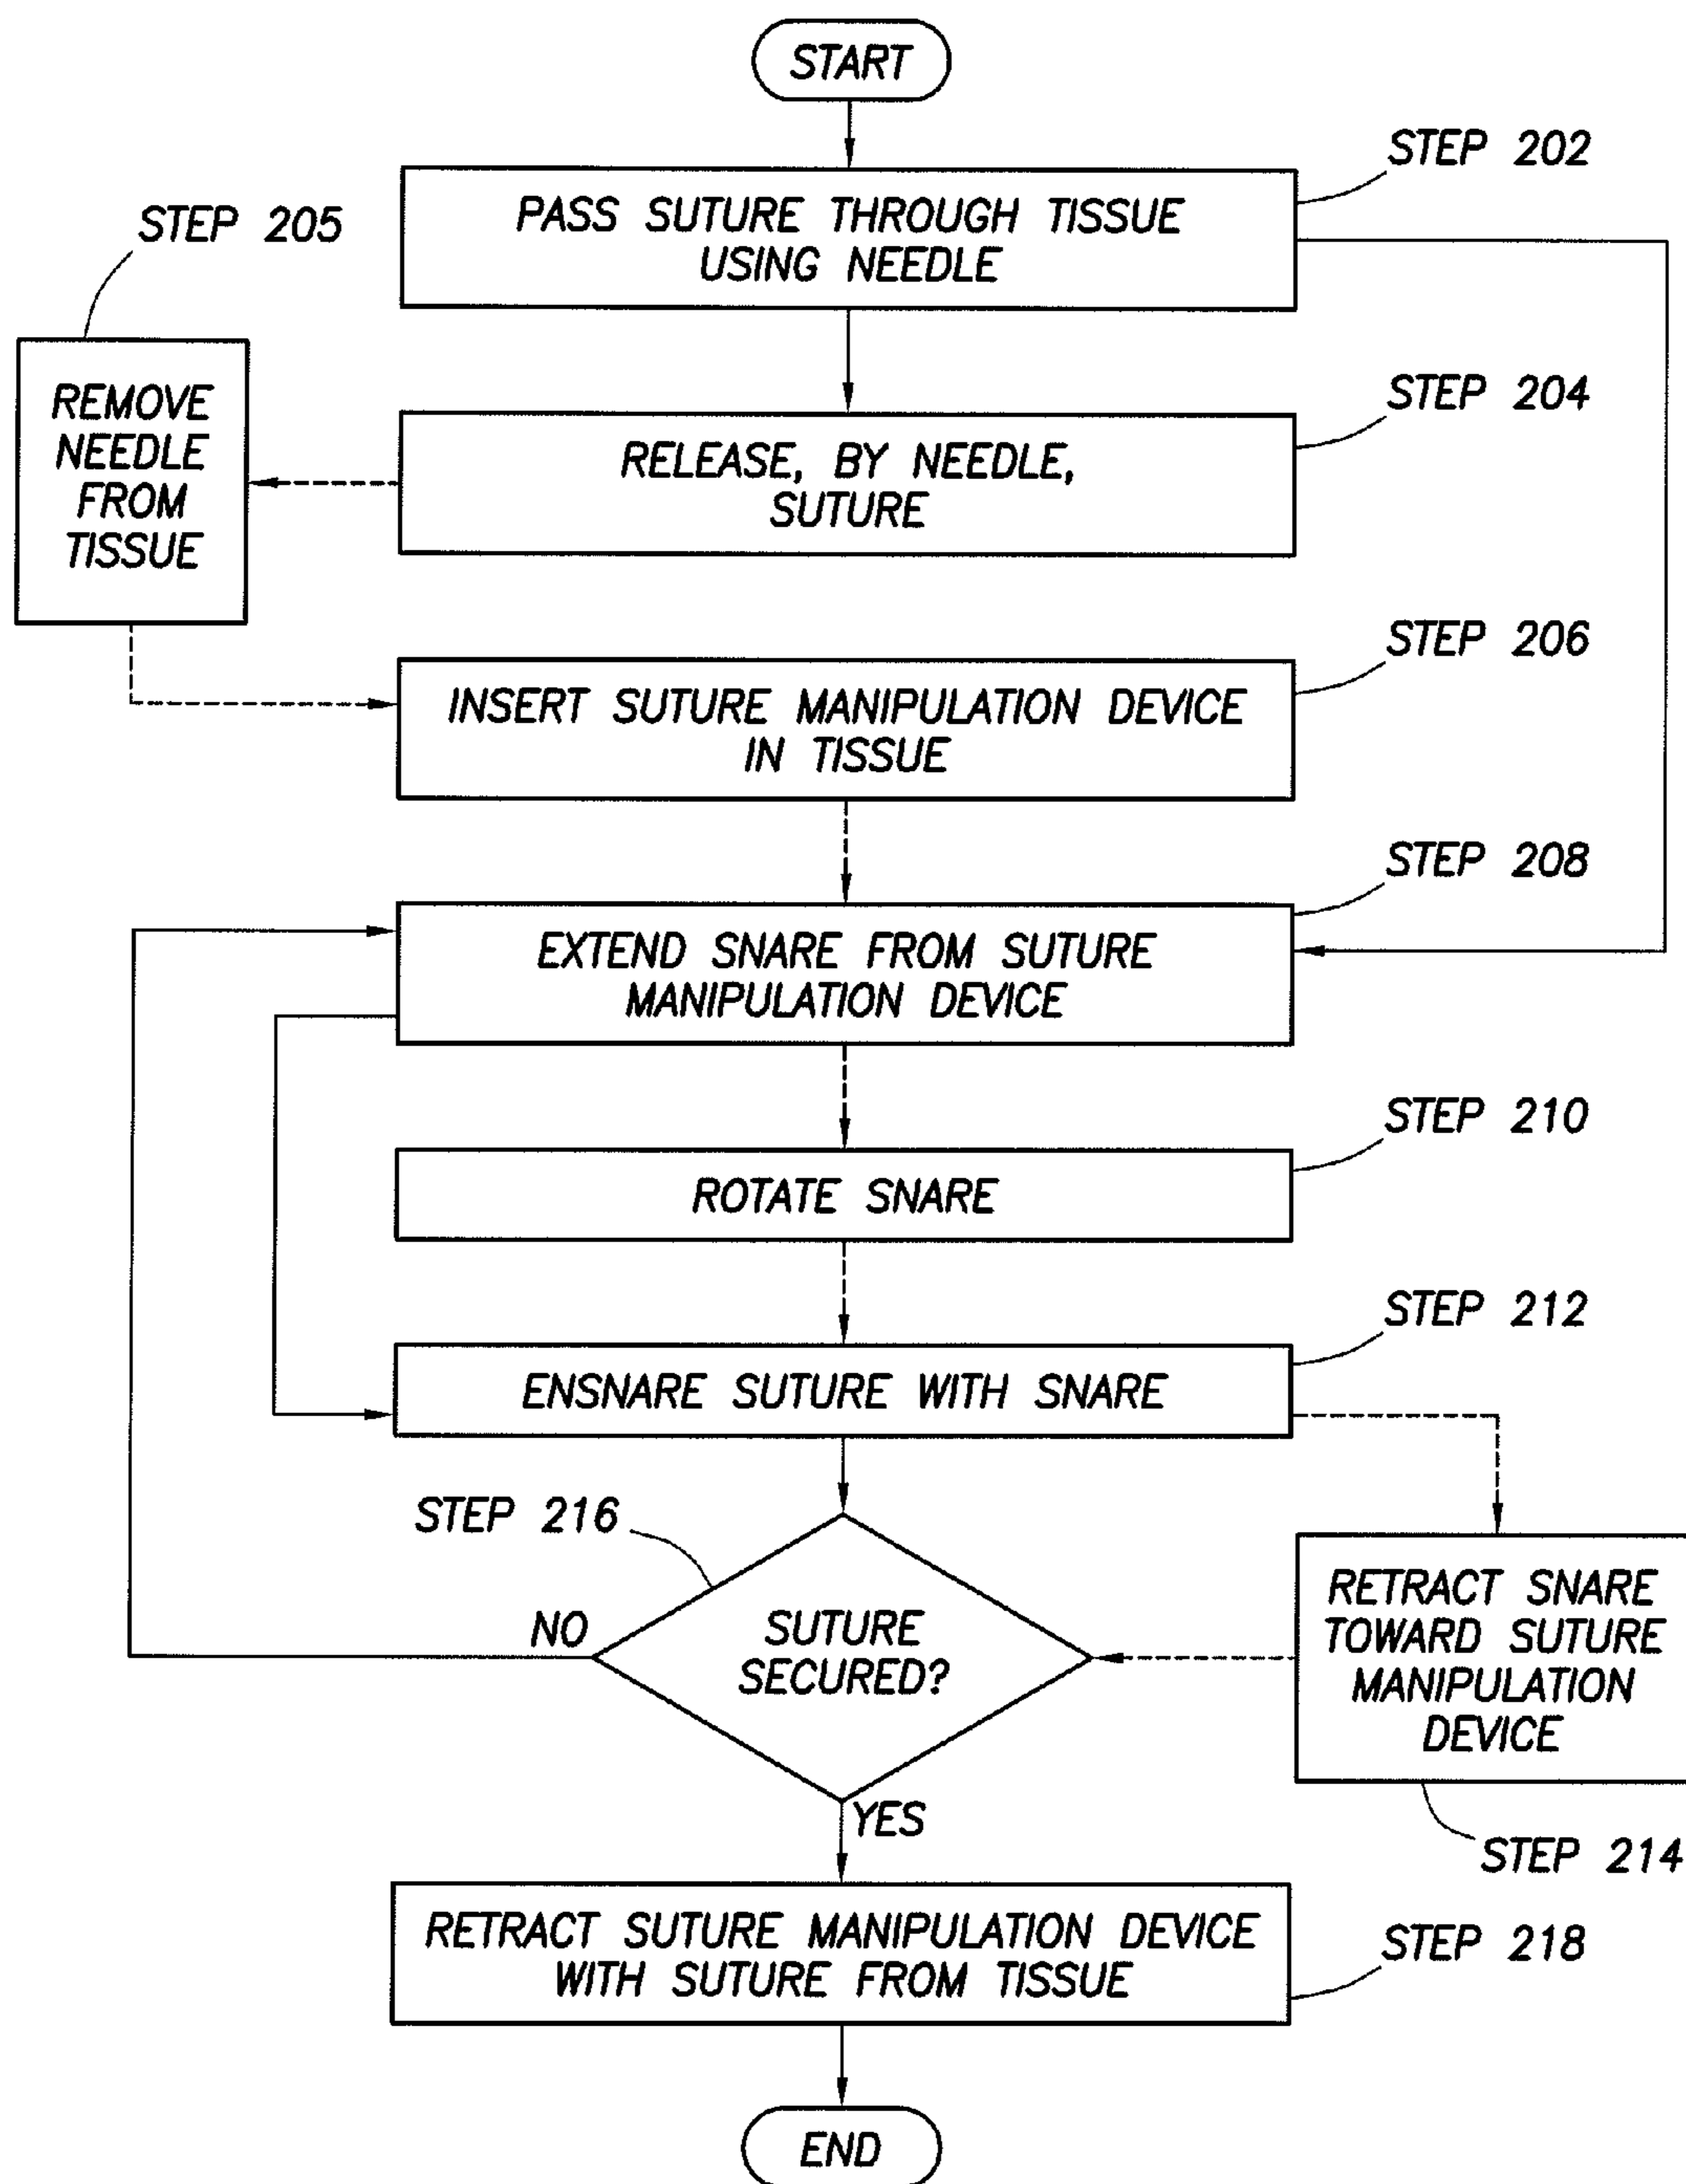 START
STEP 202
PASS SUTURE THROUGH TISSUE
USING NEEDLE
STEP 205
REMOVE
NEEDLE
FROM
TISSUE
STEP 204
RELEASE, BY NEEDLE,
SUTURE
STEP 206
INSERT SUTURE MANIPULATION DEVICE
IN TISSUE
STEP 208
EXTEND SNARE FROM SUTURE
MANIPULATION DEVICE
STEP 210
ROTATE SNARE
STEP 212
ENSNARE SUTURE WITH SNARE
STEP 216
SUTURE
SECURED?
NO
RETRACT SNARE
TOWARD SUTURE
MANIPULATION
DEVICE
STEP 214
YES
RETRACT SUTURE MANIPULATION DEVICE
WITH SUTURE FROM TISSUE
STEP 218
END